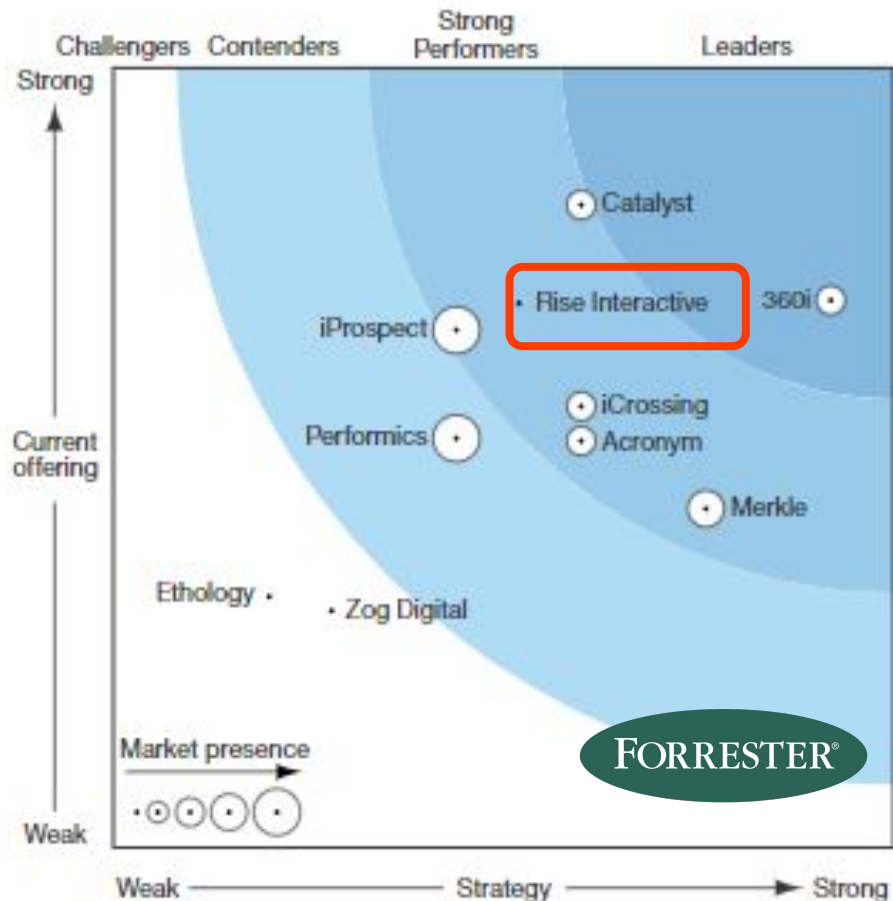 Strong
Performers
Challengers Contenders Leaders
Strong
Catalyst
Rise Interactive 360i
iProspect
iCrossing
Performics
Acronym
Current
offering
Merkle
Ethology
Zog Digital
Market presence
FORRESTER®
Weak
Weak Strategy Strong